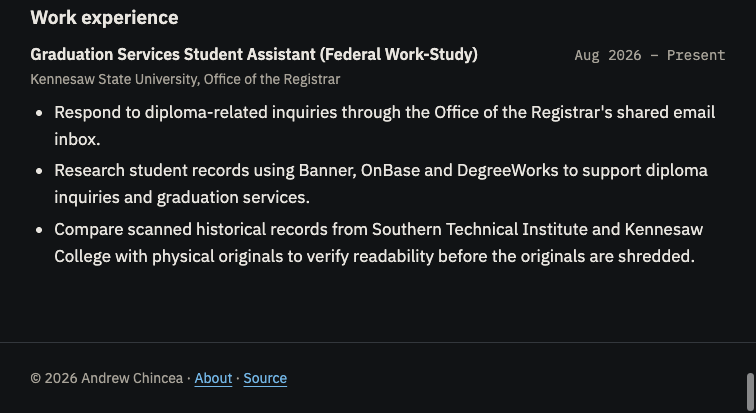 Work experience
Graduation Services Student Assistant (Federal Work-Study) Aug 2026 – Present
Kennesaw State University, Office of the Registrar
• Respond to diploma-related inquiries through the Office of the Registrar's shared email
inbox.
• Research student records using Banner, OnBase and DegreeWorks to support diploma
inquiries and graduation services.
• Compare scanned historical records from Southern Technical Institute and Kennesaw
College with physical originals to verify readability before the originals are shredded.
© 2026 Andrew Chincea · About · Source